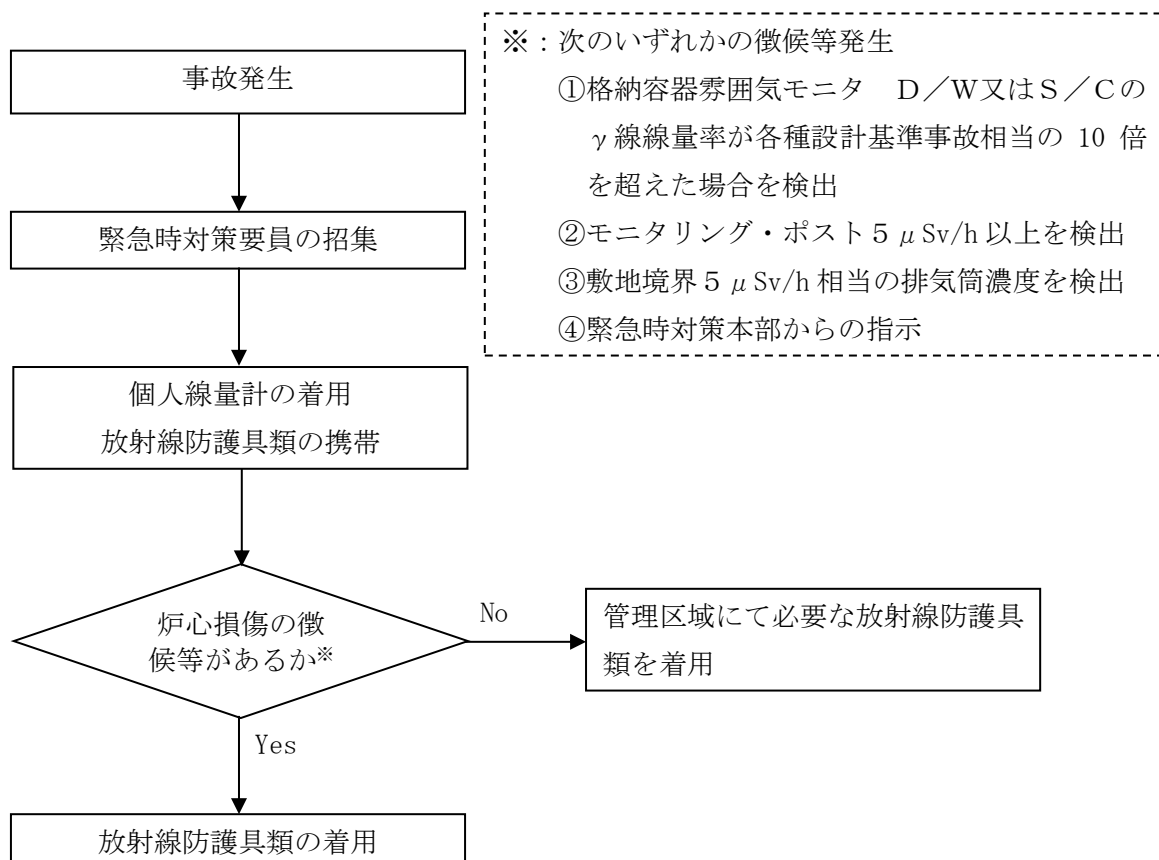 事故発生
緊急時対策要員の招集
個人線量計の着用
放射線防護具類の携帯
炉心損傷の徴
候等があるか※
No
管理区域にて必要な放射線防護具
類を着用
Yes
放射線防護具類の着用
※：次のいずれかの徴候等発生
①格納容器雰囲気モニタ　Ｄ／Ｗ又はＳ／Ｃの
γ線線量率が各種設計基準事故相当の 10 倍
を超えた場合を検出
②モニタリング・ポスト５μSv/h 以上を検出
③敷地境界５μSv/h 相当の排気筒濃度を検出
④緊急時対策本部からの指示